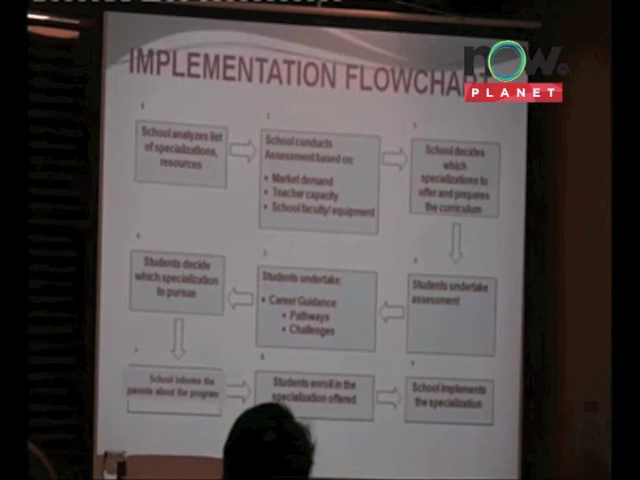 IMPLEMENTATION FLOWCHART
now.
PLANET
School analyzes list
of specializations,
resources
School conducts
Assessment based on:
• Market demand
• Teacher capacity
• School faculty/ equipment
School decides
which
specializations to
offer and prepares
the curriculum
Students undertake
assessment
Students undertake:
• Career Guidance
• Pathways
• Challenges
Students decide
which specialization
to pursue
School informs the
parents about the program
Students enroll in the
specialization offered
School implements
the specialization